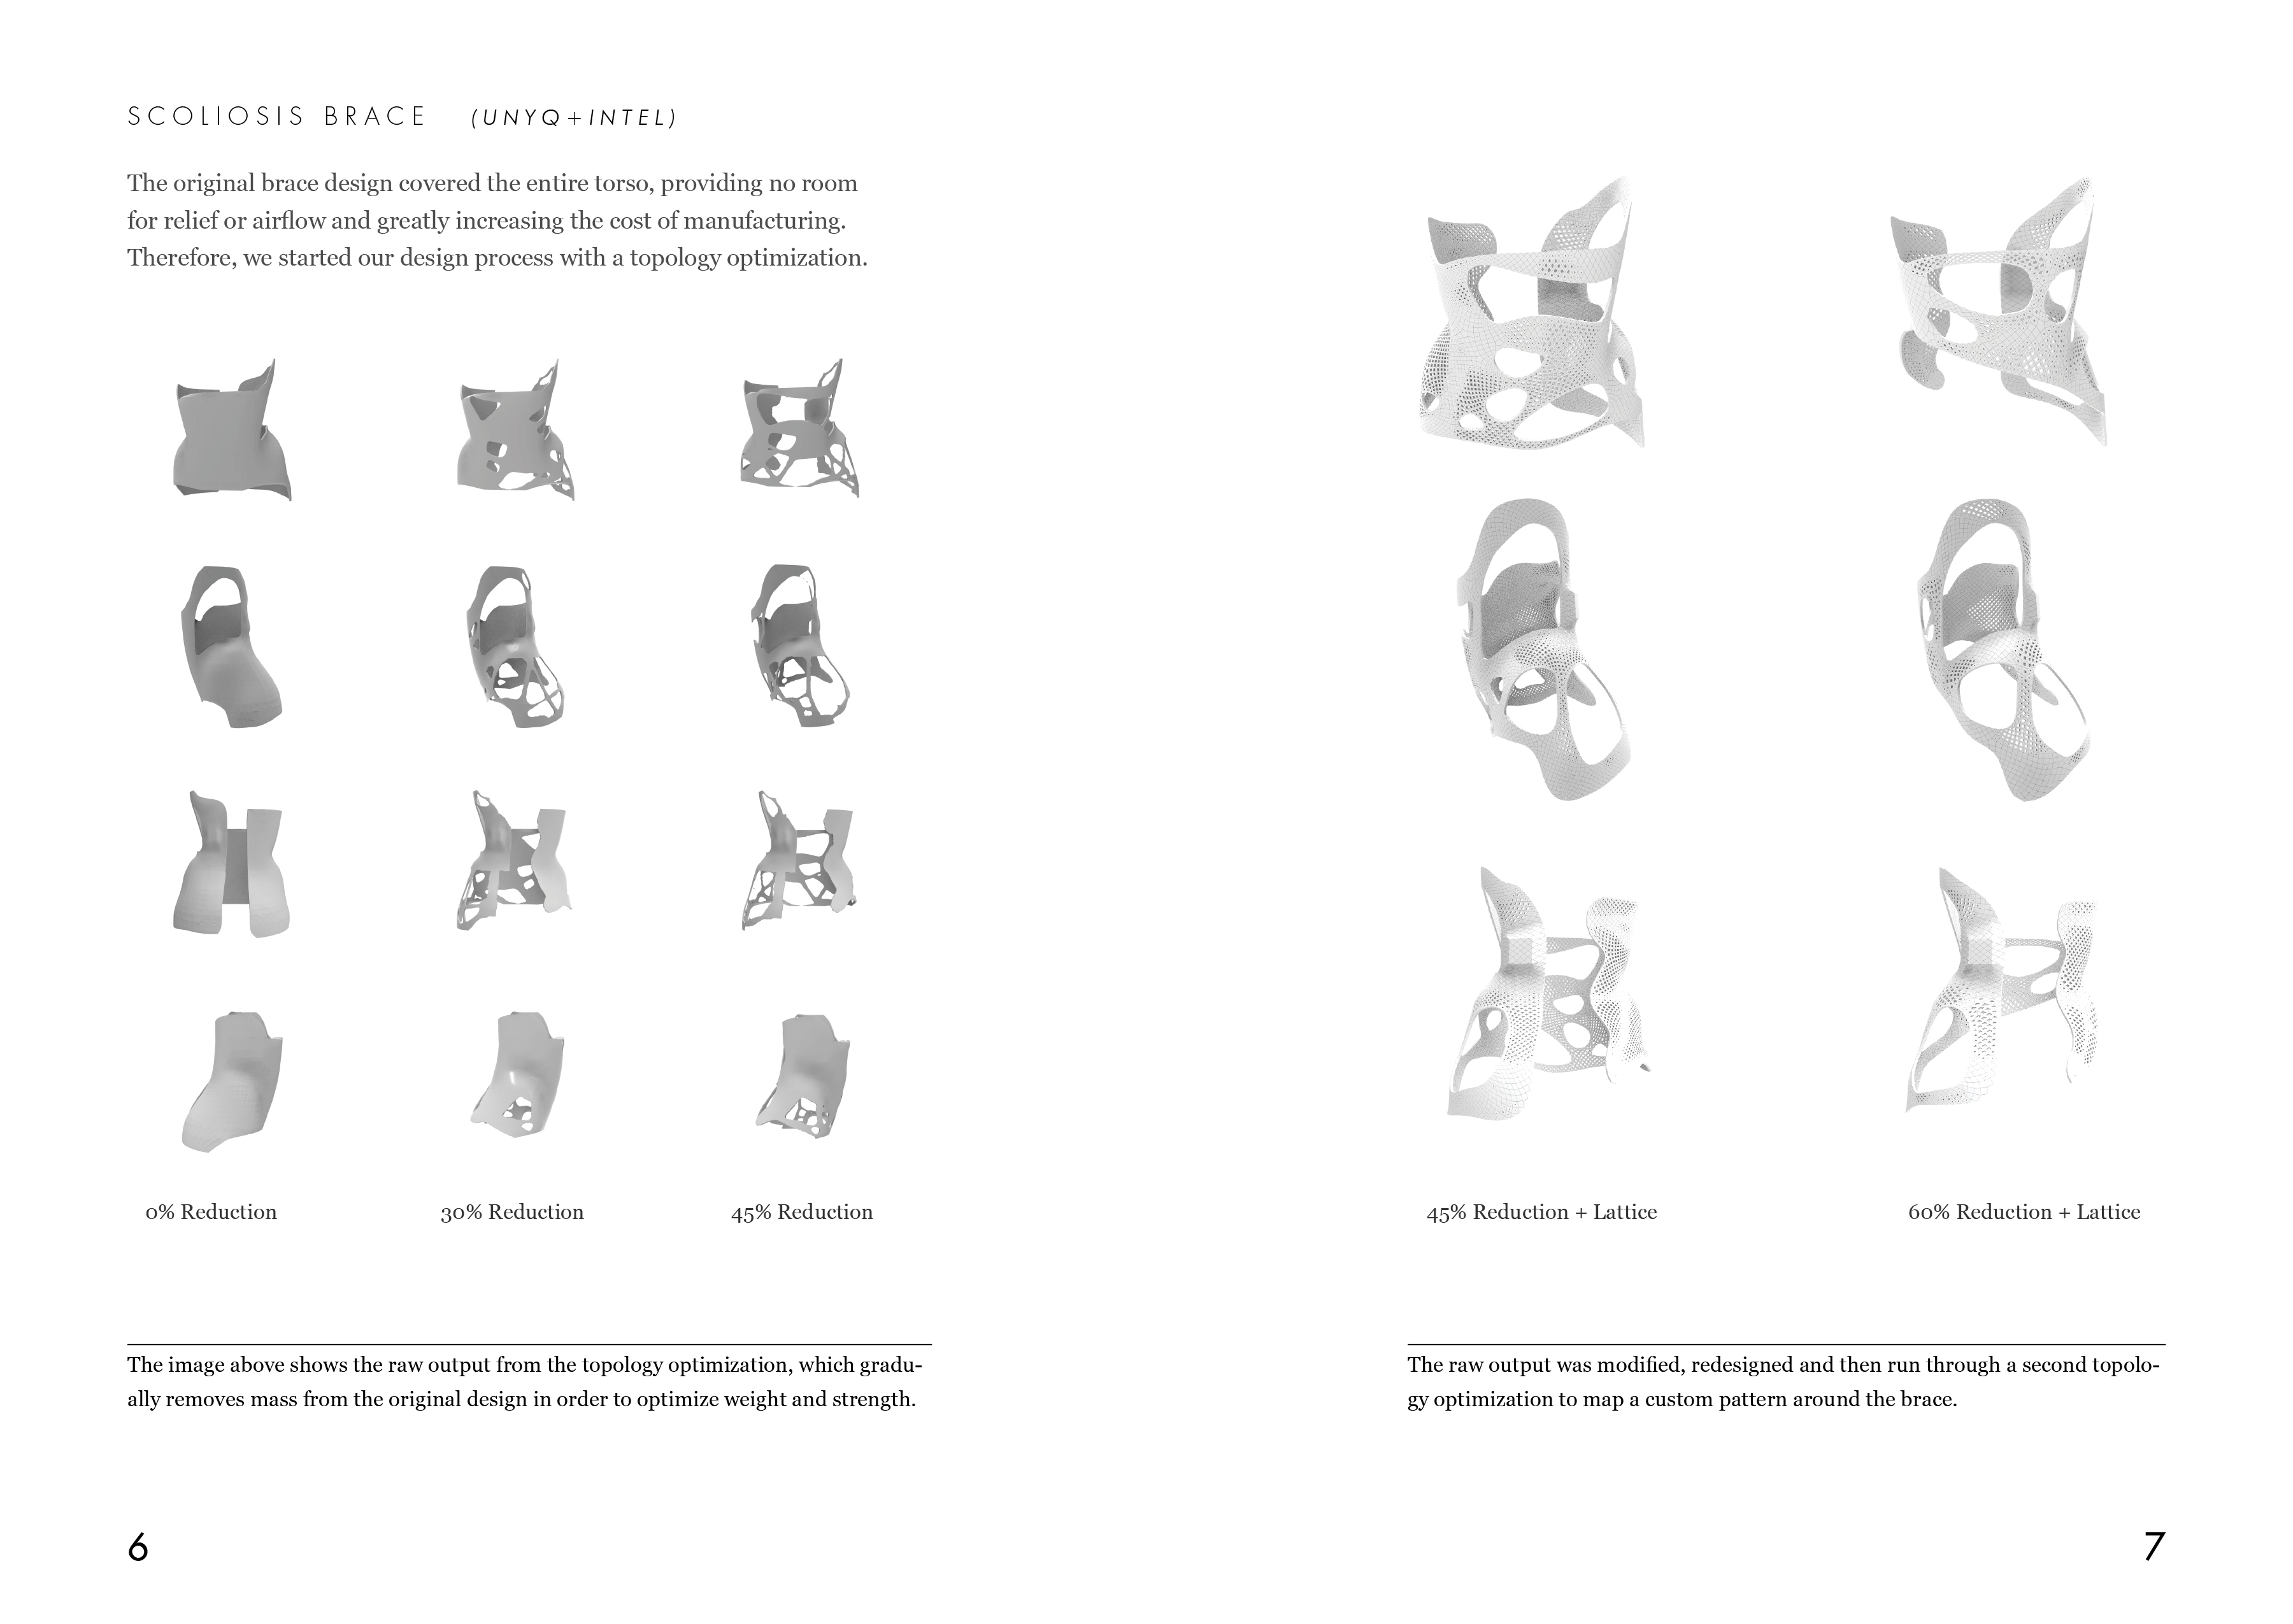 SCOLIOSIS BRACE (UNYQ+INTEL)
The original brace design covered the entire torso, providing no room
for relief or airflow and greatly increasing the cost of manufacturing.
Therefore, we started our design process with a topology optimization.
0% Reduction
30% Reduction
45% Reduction
The image above shows the raw output from the topology optimization, which gradu-
ally removes mass from the original design in order to optimize weight and strength.
6
45% Reduction + Lattice
60% Reduction + Lattice
The raw output was modified, redesigned and then run through a second topolo-
gy optimization to map a custom pattern around the brace.
7